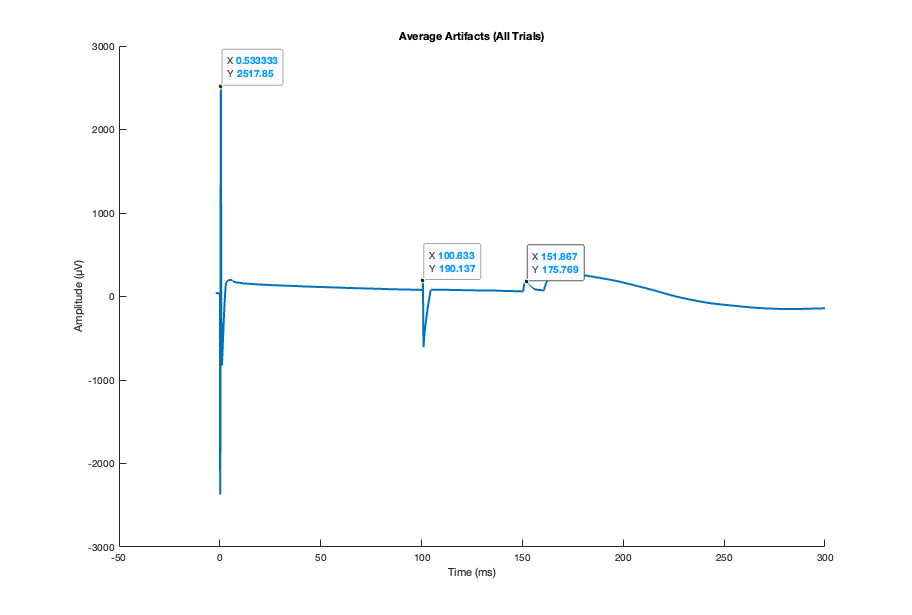 Average Artifacts (All Trials)
3000
2000
1000
0
-1000
-2000
-3000
Amplitude (µV)
X 0.533333
Y 2517.85
X 100.633
Y 190.137
X 151.867
Y 175.769
-50
0
50
100
150
200
250
300
Time (ms)